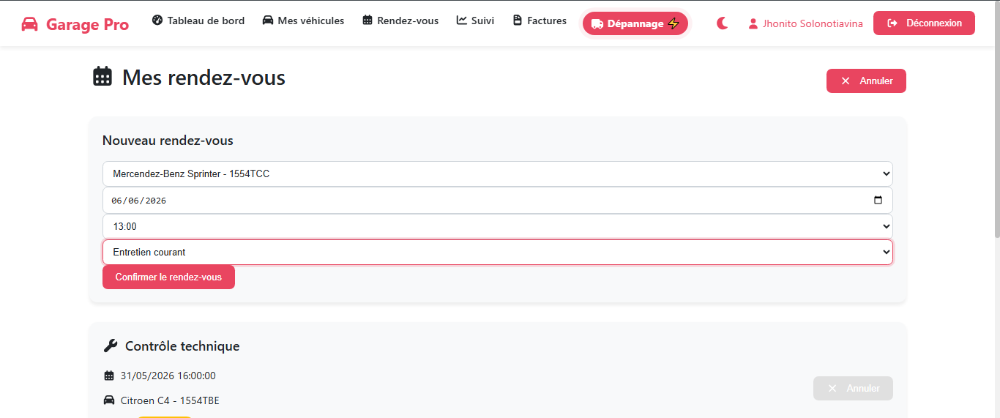 Garage Pro
Tableau de bord
Mes véhicules
Rendez-vous
Suivi
Factures
Dépannage
Jhonito Solonotiavina
Déconnexion
Mes rendez-vous
Annuler
Nouveau rendez-vous
Mercendez-Benz Sprinter - 1554TCC
06/06/2026
13:00
Entretien courant
Confirmer le rendez-vous
Contrôle technique
31/05/2026 16:00:00
Citroen C4 - 1554TBE
Annuler